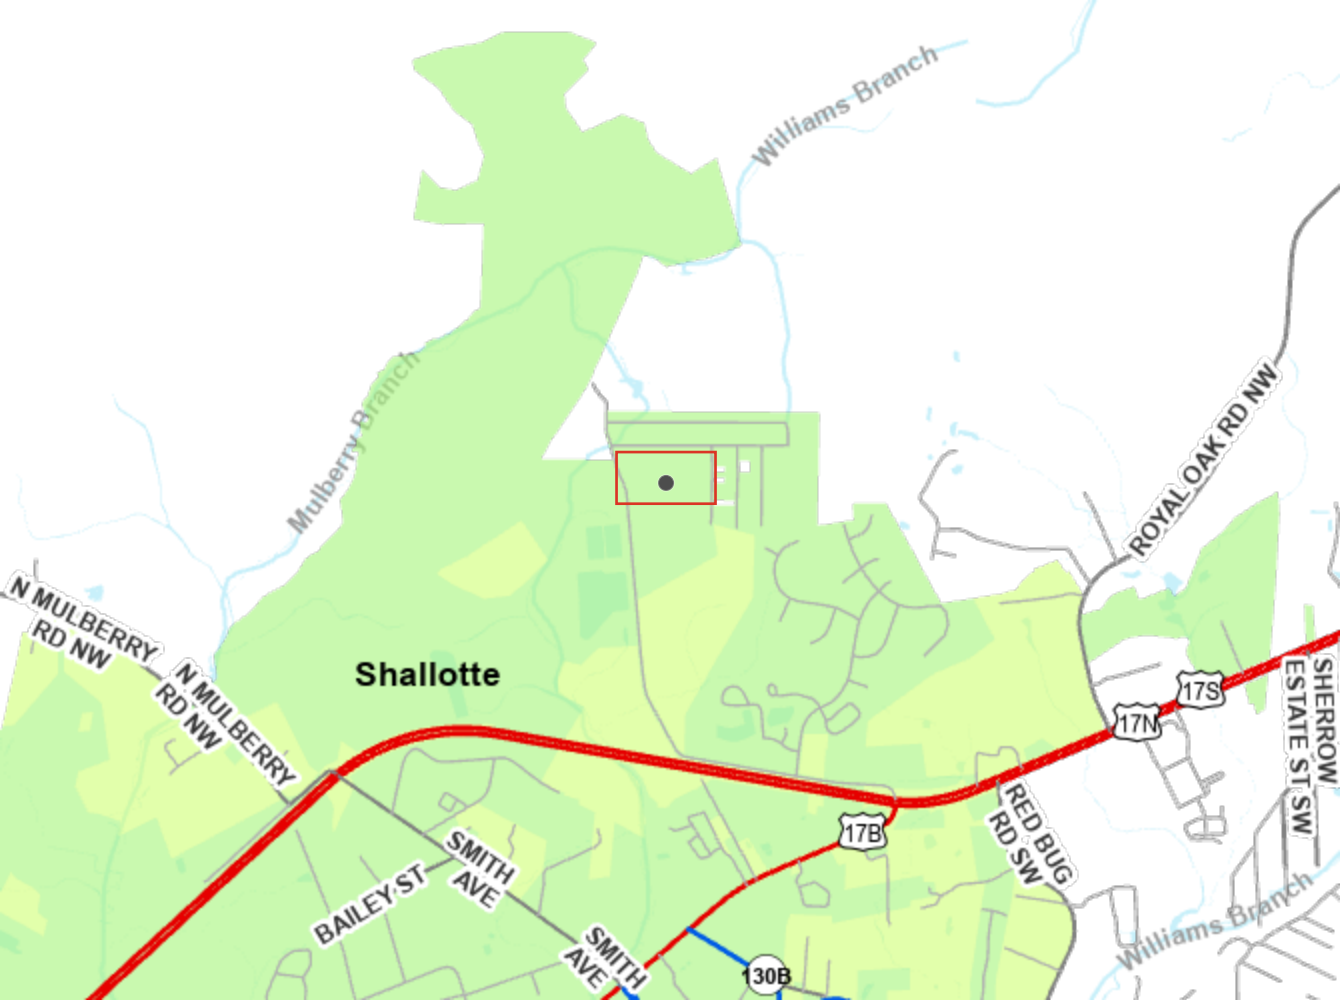 Williams Branch
Mulberry Branch
ROYAL OAK RD NW
N MULBERRY
RD NW
N MULBERRY
RD NW
Shallotte
17S
17N
SHERROW
ESTATE ST SW
RED BUG
RD SW
17B
SMITH
AVE
BAILEY ST
SMITH
AVE
130B
Williams Branch